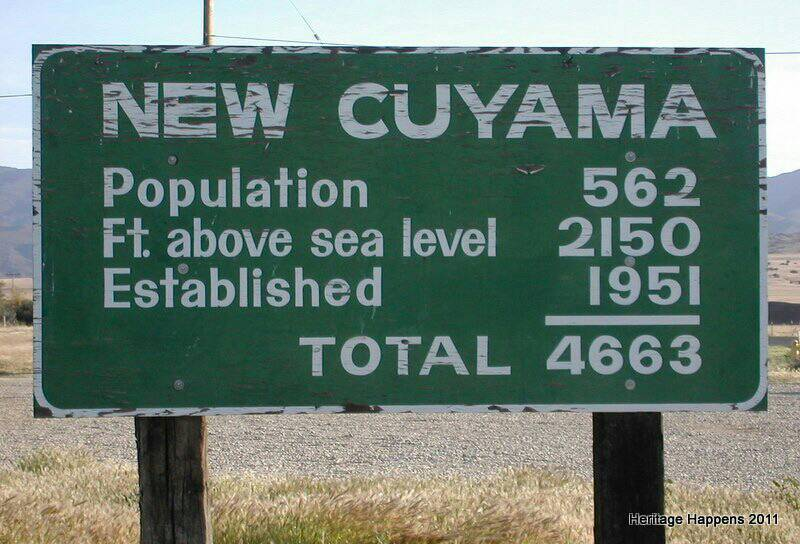 NEW CUYAMA
Population 562
Ft. above sea level 2150
Established 1951
TOTAL 4663
Heritage Happens 2011